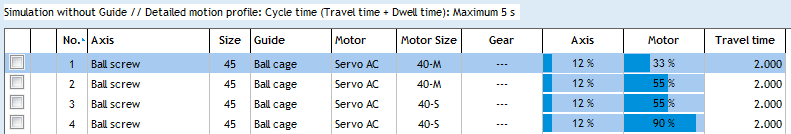 Simulation without Guide // Detailed motion profile: Cycle time (Travel time + Dwell time): Maximum 5 s
No. Axis Size Guide Motor Motor Size Gear Axis Motor Travel time
1 Ball screw 45 Ball cage Servo AC 40-M --- 12 % 33 % 2.000
2 Ball screw 45 Ball cage Servo AC 40-M --- 12 % 55 % 2.000
3 Ball screw 45 Ball cage Servo AC 40-S --- 12 % 55 % 2.000
4 Ball screw 45 Ball cage Servo AC 40-S --- 12 % 90 % 2.000